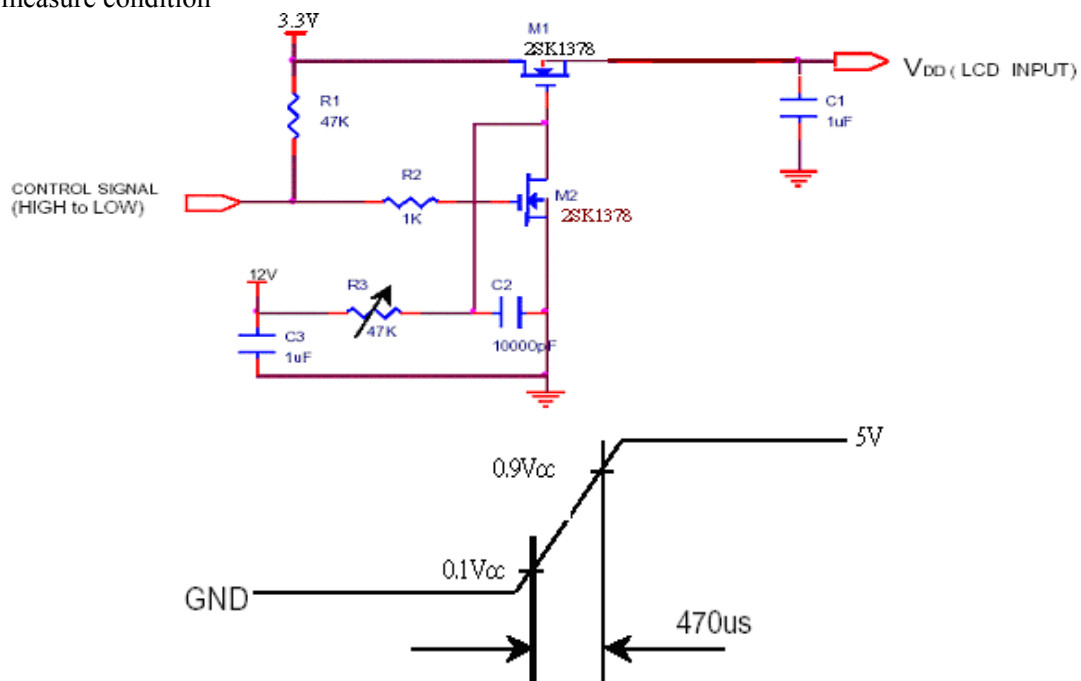 measure condition
3.3V
M1
2SK1378
VDD ( LCD INPUT)
R1
47K
C1
1uF
CONTROL SIGNAL
(HIGH to LOW)
R2
1K
M2
2SK1378
12V
R3
47K
C2
10000pF
C3
1uF
5V
0.9Vcc
0.1Vcc
GND
470us